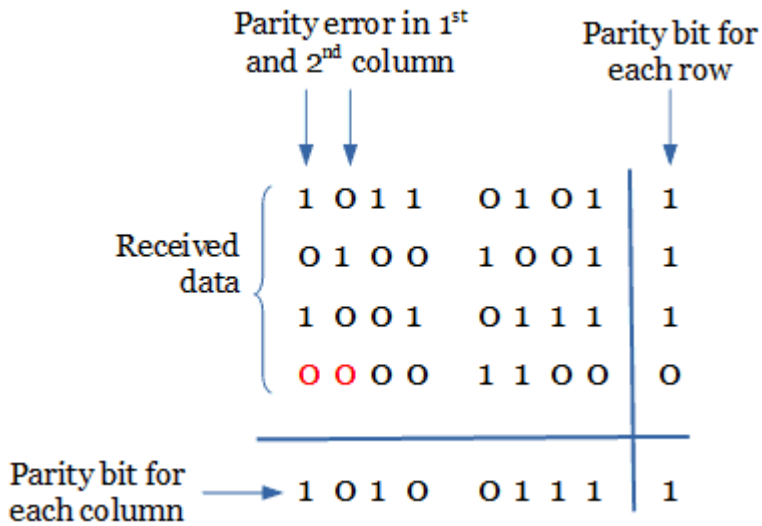 Parity error in 1st
and 2nd column
Parity bit for
each row
Received
data
1 0 1 1 0 1 0 1 1
0 1 0 0 1 0 0 1 1
1 0 0 1 0 1 1 1 1
0 0 0 0 1 1 0 0 0
Parity bit for
each column
1 0 1 0 0 1 1 1 1